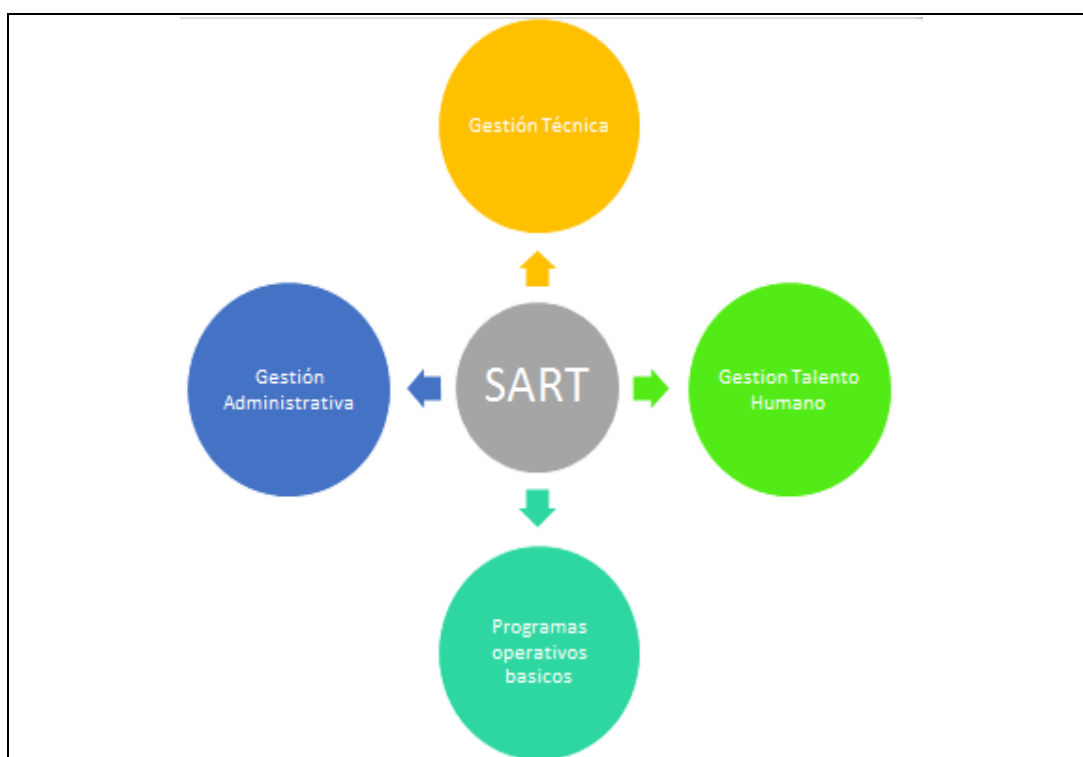 Gestión Técnica
Gestión
Administrativa
SART
Gestion Talento
Humano
Programas
operativos
basicos